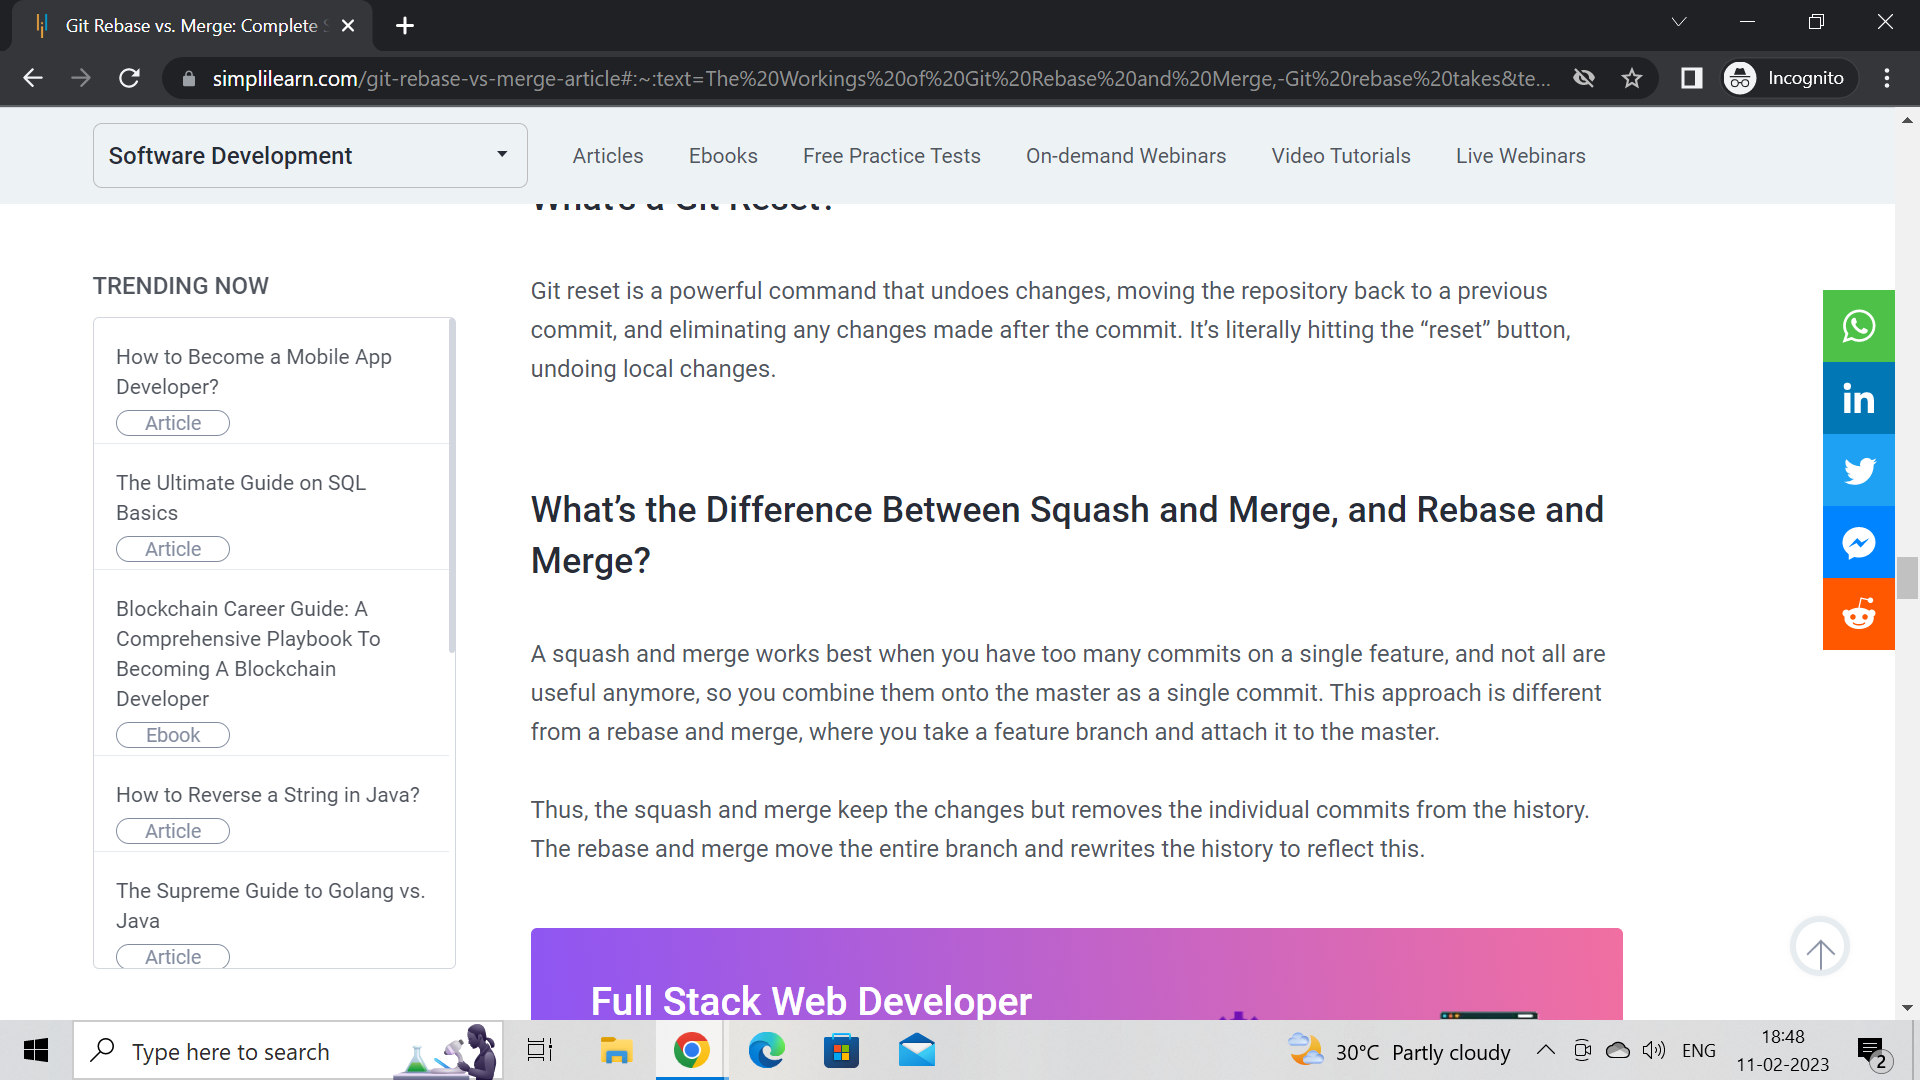 Git Rebase vs. Merge: Complete
simplilearn.com/git-rebase-vs-merge-article#:~:text=The%20Workings%20of%20Git%20Rebase%20and%20Merge,-Git%20rebase%20takes&te...
Incognito
Software Development
Articles
Ebooks
Free Practice Tests
On-demand Webinars
Video Tutorials
Live Webinars
What's a Git Reset?
TRENDING NOW
How to Become a Mobile App
Developer?
Article
The Ultimate Guide on SQL
Basics
Article
Blockchain Career Guide: A
Comprehensive Playbook To
Becoming A Blockchain
Developer
Ebook
How to Reverse a String in Java?
Article
The Supreme Guide to Golang vs.
Java
Article
Git reset is a powerful command that undoes changes, moving the repository back to a previous
commit, and eliminating any changes made after the commit. It’s literally hitting the “reset” button,
undoing local changes.
What’s the Difference Between Squash and Merge, and Rebase and
Merge?
A squash and merge works best when you have too many commits on a single feature, and not all are
useful anymore, so you combine them onto the master as a single commit. This approach is different
from a rebase and merge, where you take a feature branch and attach it to the master.
Thus, the squash and merge keep the changes but removes the individual commits from the history.
The rebase and merge move the entire branch and rewrites the history to reflect this.
Full Stack Web Developer
in
Type here to search
30°C Partly cloudy
ENG
18:48
11-02-2023
2